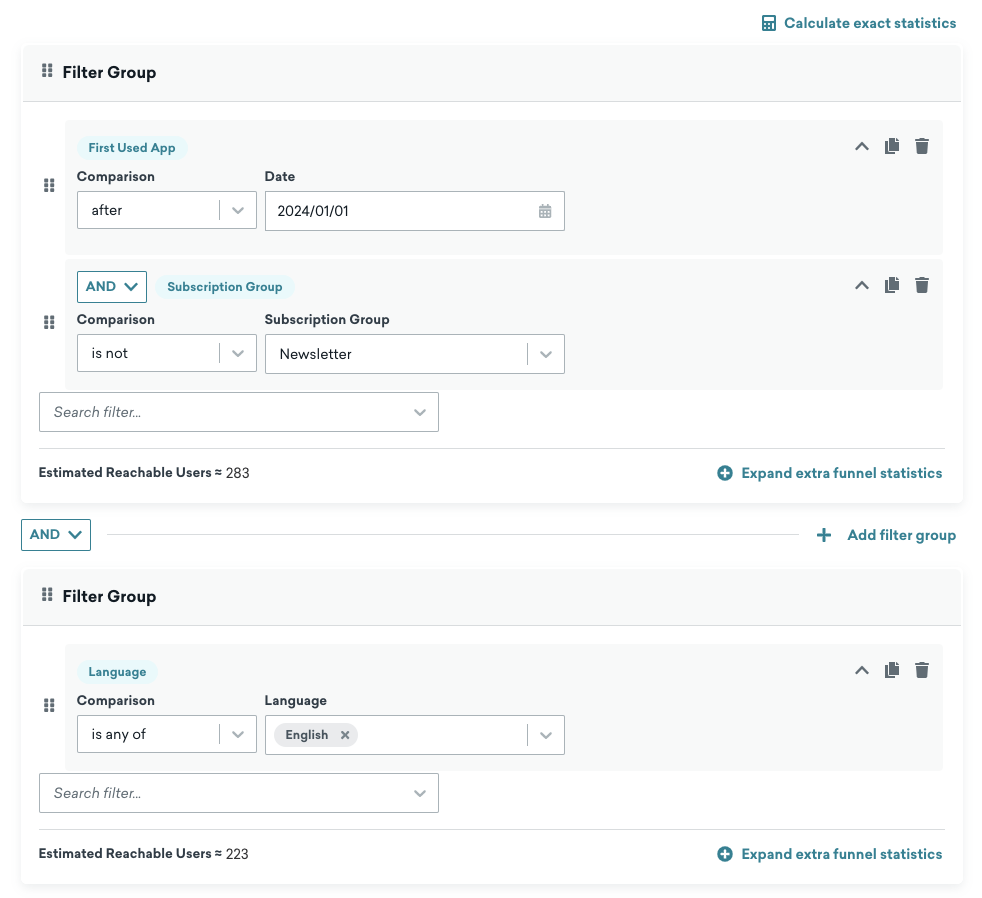 Calculate exact statistics
Filter Group
First Used App
Comparison Date
after 2024/01/01
AND Subscription Group
Comparison Subscription Group
is not Newsletter
Search filter...
Estimated Reachable Users ≈ 283 Expand extra funnel statistics
AND Add filter group
Filter Group
Language
Comparison Language
is any of English
Search filter...
Estimated Reachable Users ≈ 223 Expand extra funnel statistics